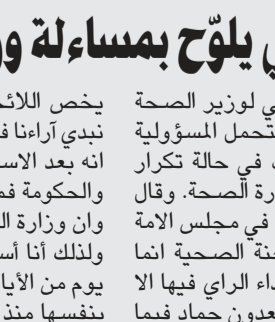 ي يلوّح بمساءلة و
ي لوزير الصحة
تحمل المسؤولية
في حالة تكرار
رة الصحة. وقال
في مجلس الامة
جنة الصحية انما
داء الراي فيها الا
عدون حماد فيما
يخص اللائح
نبدي آراءنا ف
انه بعد الاس
والحكومة فم
وان وزارة ال
ولذلك أنا أس
يوم من الأيا
بنفسها منذ